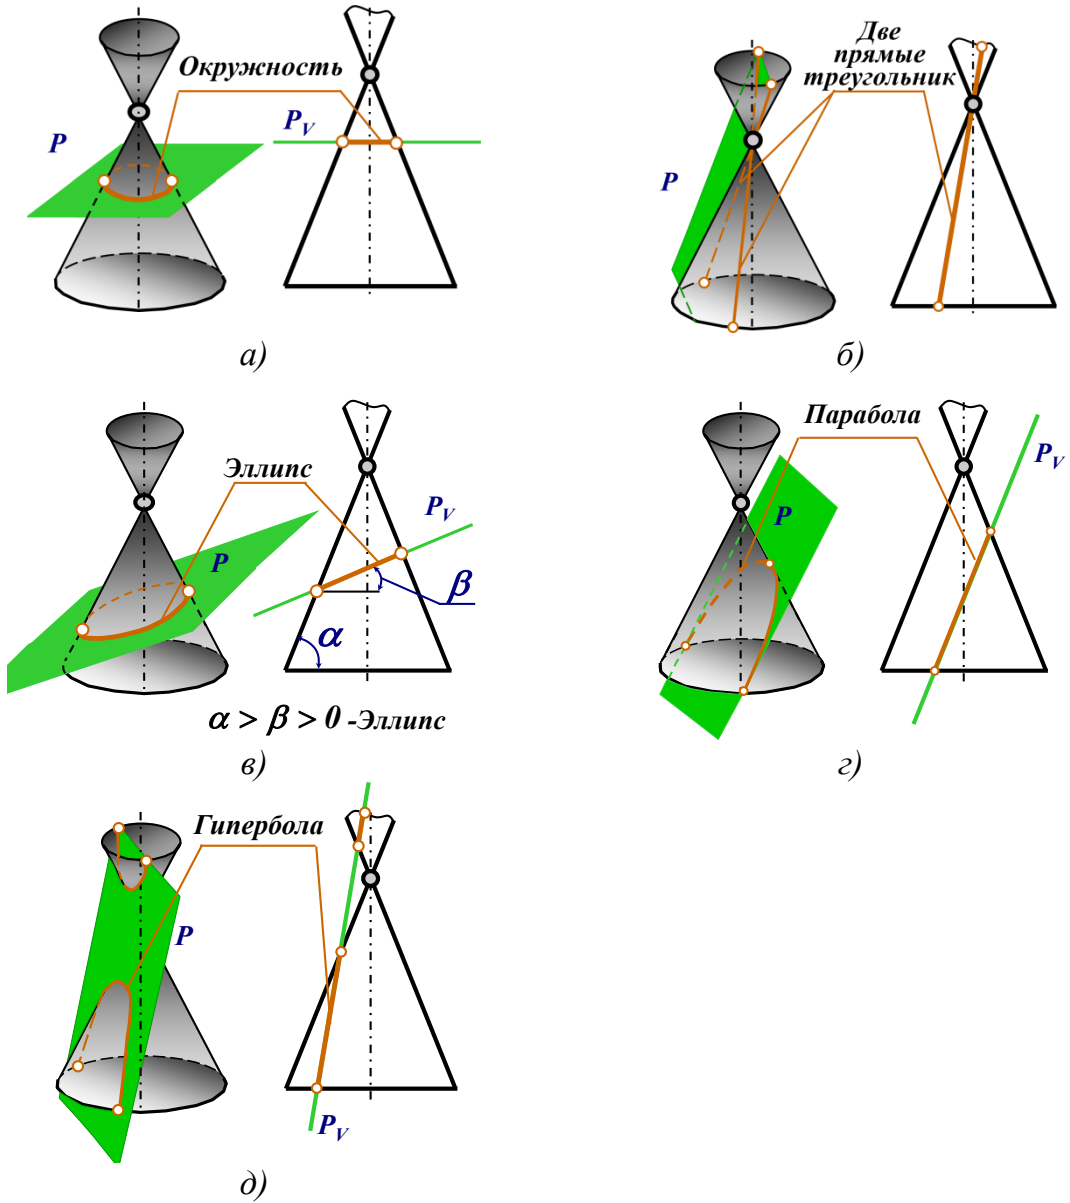 Окружность
P
P_V
а)
Две
прямые
треугольник
P
б)
Эллипс
P
P_V
β
α
α > β > 0 -Эллипс
в)
Парабола
P
P_V
г)
Гипербола
P
P_V
д)